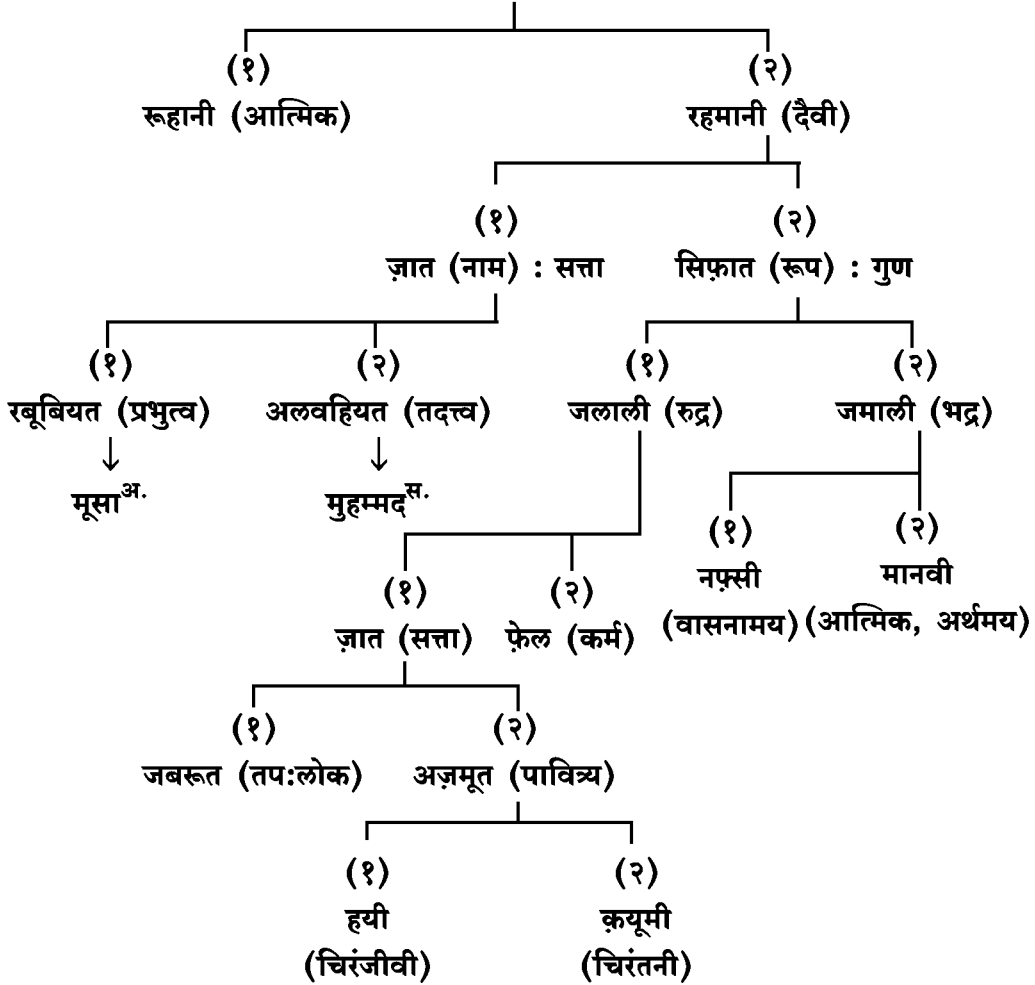 (१) (२)
रूहानी (आत्मिक) रहमानी (दैवी)
(१) (२)
ज़ात (नाम) : सत्ता सिफ़ात (रूप) : गुण
(१) (२) (१) (२)
रबूबियत (प्रभुत्व) अलवहियत (तदत्त्व) जलाली (रुद्र) जमाली (भद्र)
मूसाअ. मुहम्मदस.
(१) (२)
नफ़्सी मानवी
(वासनामय) (आत्मिक, अर्थमय)
(१) (२)
ज़ात (सत्ता) फ़ेल (कर्म)
(१) (२)
जबरूत (तप:लोक) अज़मूत (पावित्र्य)
(१) (२)
हयी क़यूमी
(चिरंजीवी) (चिरंतनी)